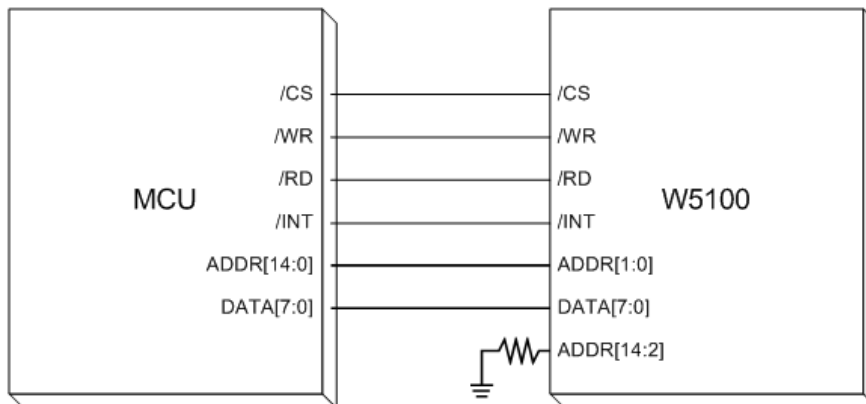 /CS /CS
/WR /WR
/RD /RD
MCU W5100
/INT /INT
ADDR[14:0] ADDR[1:0]
DATA[7:0] DATA[7:0]
ADDR[14:2]